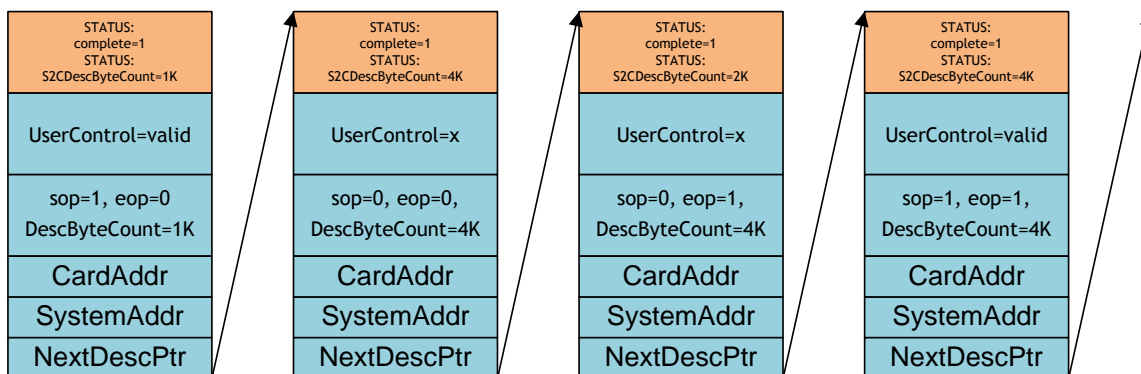 STATUS:
complete=1
STATUS:
S2CDescByteCount=1K
UserControl=valid
sop=1, eop=0
DescByteCount=1K
CardAddr
SystemAddr
NextDescPtr
STATUS:
complete=1
STATUS:
S2CDescByteCount=4K
UserControl=x
sop=0, eop=0,
DescByteCount=4K
CardAddr
SystemAddr
NextDescPtr
STATUS:
complete=1
STATUS:
S2CDescByteCount=2K
UserControl=x
sop=0, eop=1,
DescByteCount=4K
CardAddr
SystemAddr
NextDescPtr
STATUS:
complete=1
STATUS:
S2CDescByteCount=4K
UserControl=valid
sop=1, eop=1,
DescByteCount=4K
CardAddr
SystemAddr
NextDescPtr